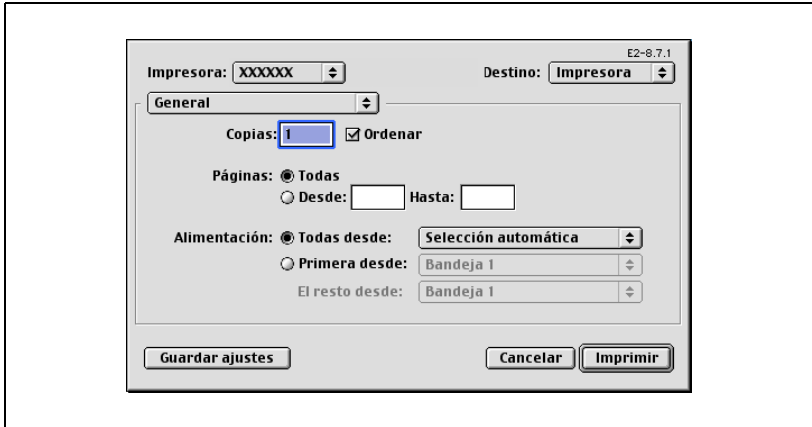 E2-8.7.1
Impresora: XXXXXX Destino: Impresora
General
Copias: 1 Ordenar
Páginas: Todas
Desde: Hasta:
Alimentación: Todas desde: Selección automática
Primera desde: Bandeja 1
El resto desde: Bandeja 1
Guardar ajustes Cancelar Imprimir